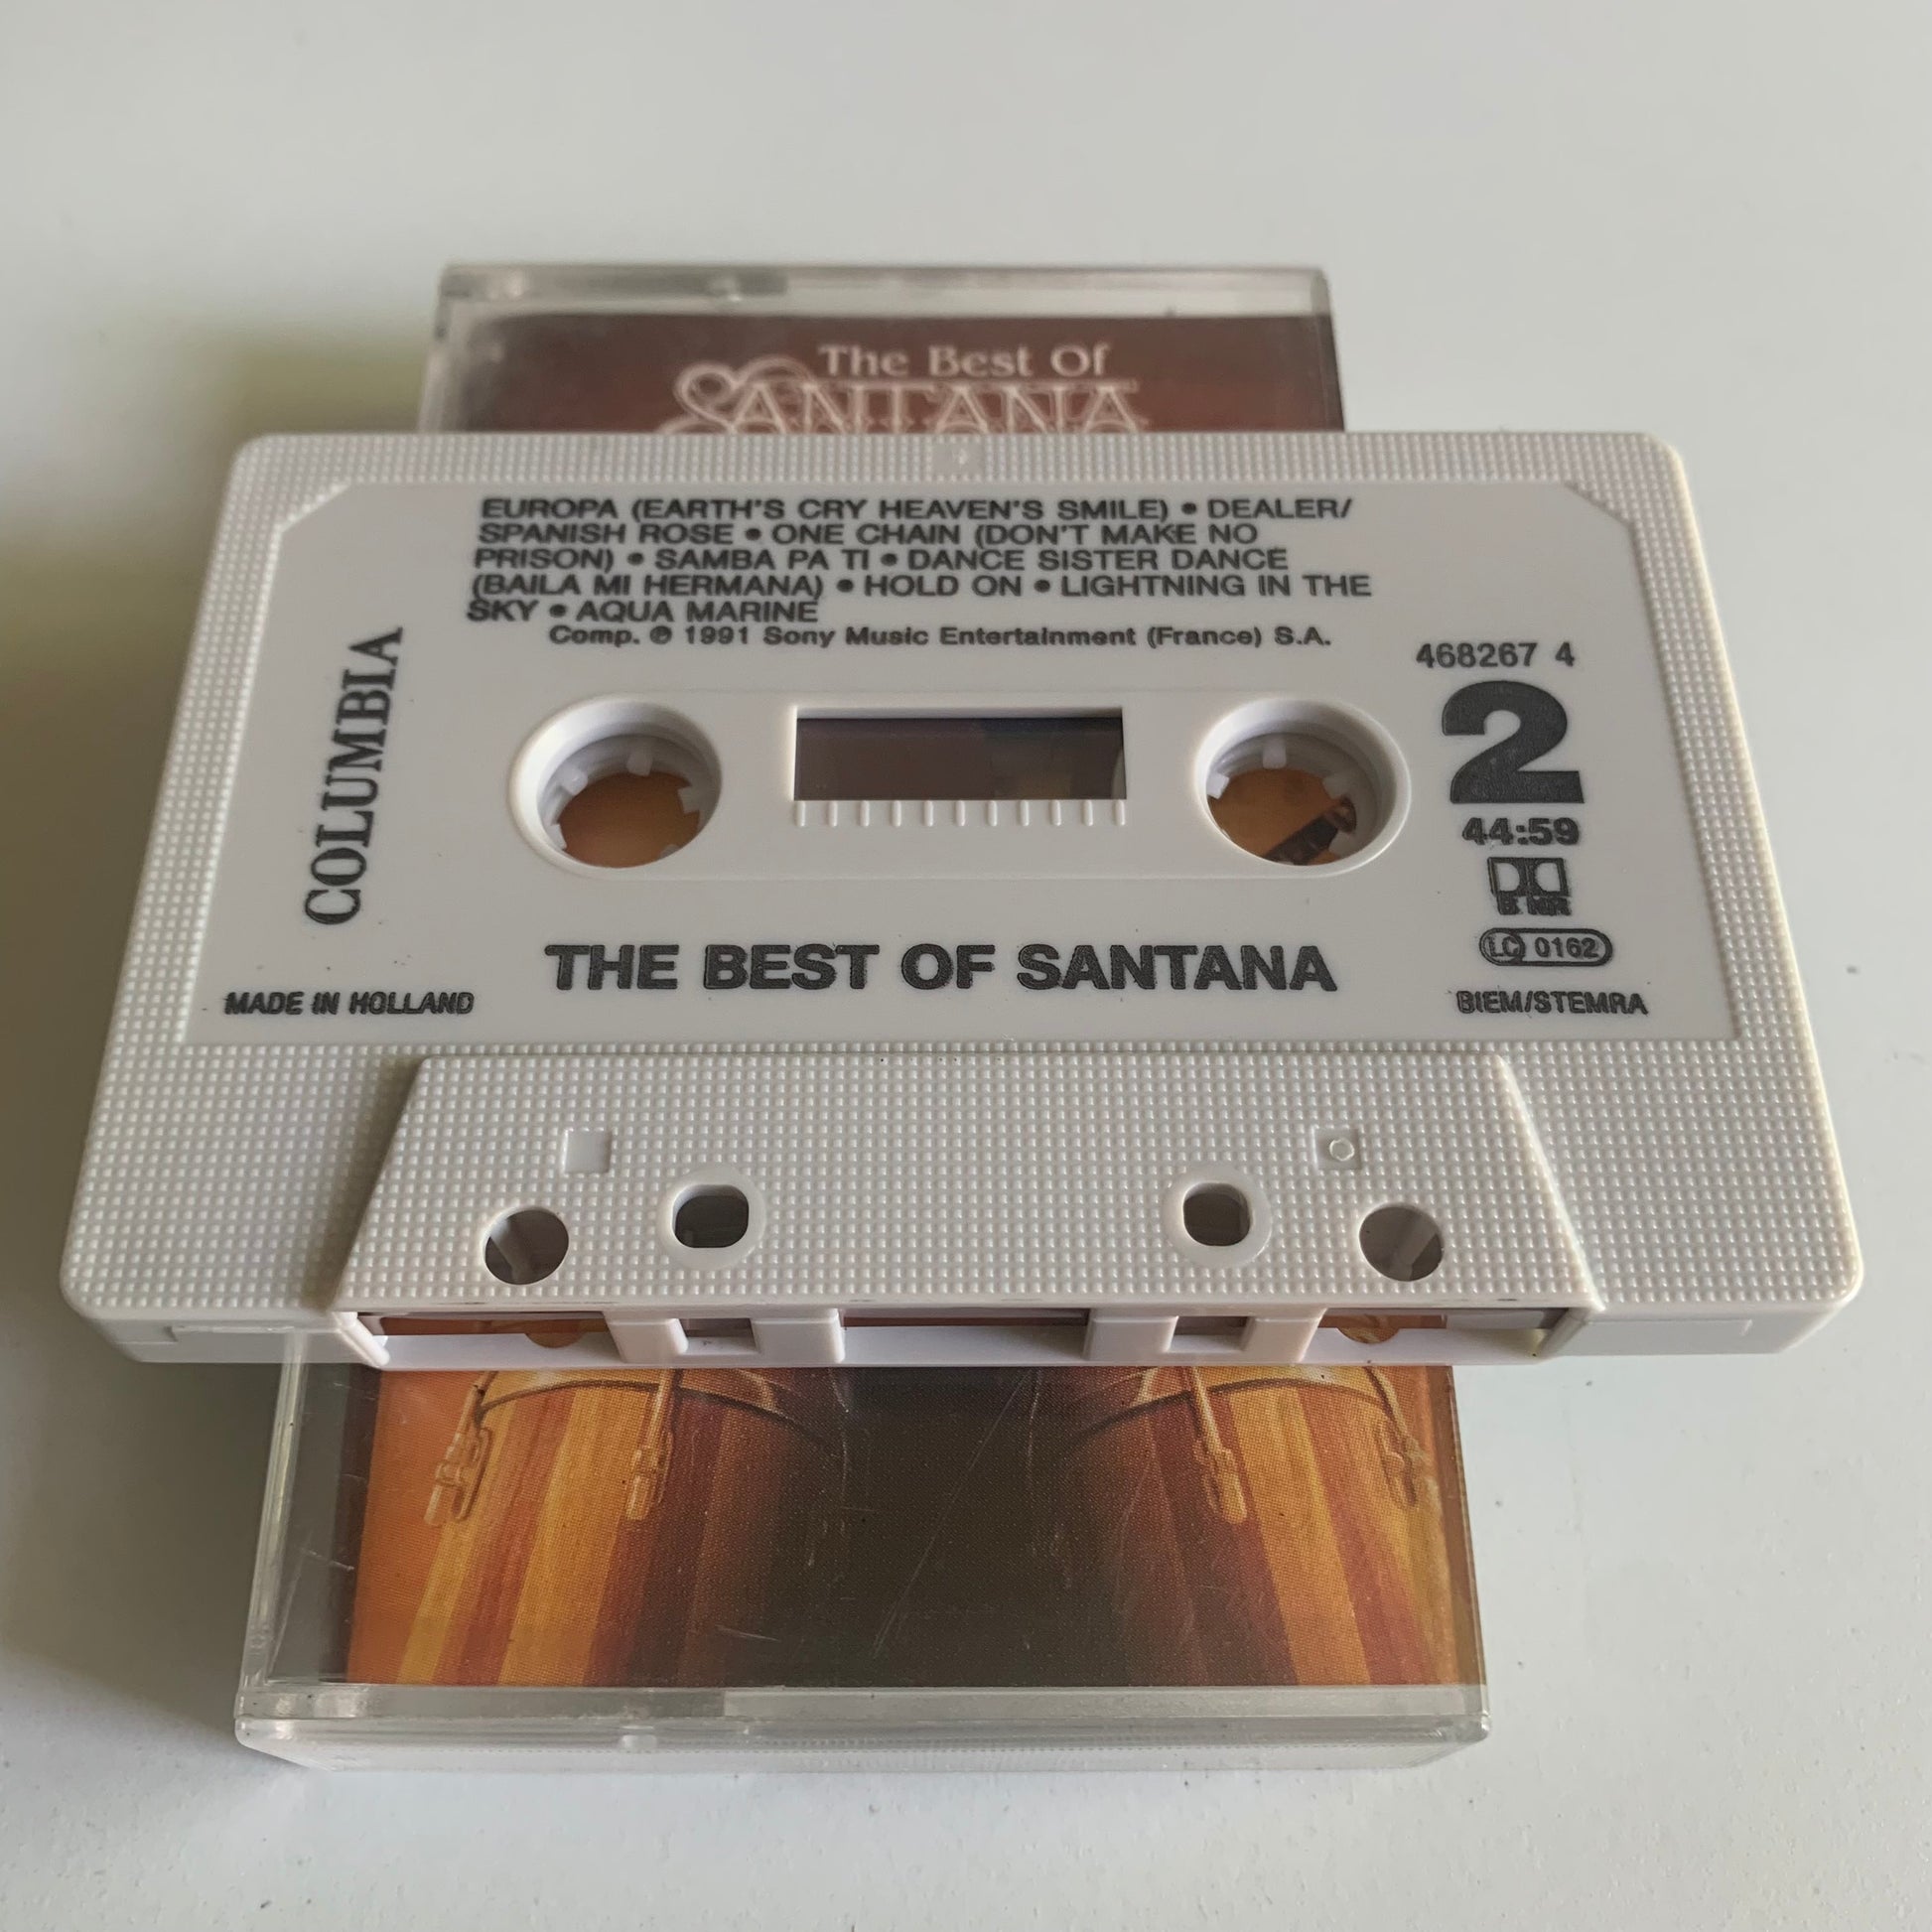 The Best Of
SANTANA
EUROPA (EARTH'S CRY HEAVEN'S SMILE) • DEALER/
SPANISH ROSE • ONE CHAIN (DON'T MAKE NO
PRISON) • SAMBA PA TI • DANCE SISTER DANCE
(BAILA MI HERMANA) • HOLD ON • LIGHTNING IN THE
SKY • AQUA MARINE
Comp. ℗ 1991 Sony Music Entertainment (France) S.A.
COLUMBIA
468267 4
2
44:59
B NR
LC 0162
THE BEST OF SANTANA
MADE IN HOLLAND
BIEM/STEMRA